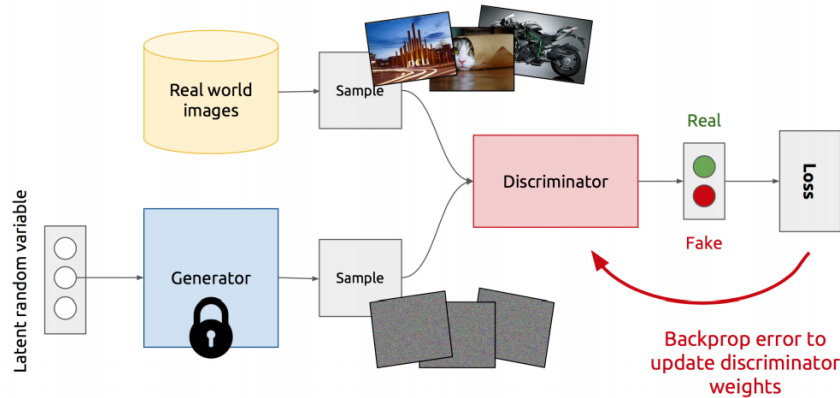 Real world
images
Sample
Real
Discriminator
Loss
Fake
Latent random variable
Generator
Sample
Backprop error to
update discriminator
weights